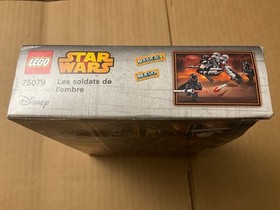 LEGO
STAR
WARS
75079
Les soldats de
l'ombre
Disney